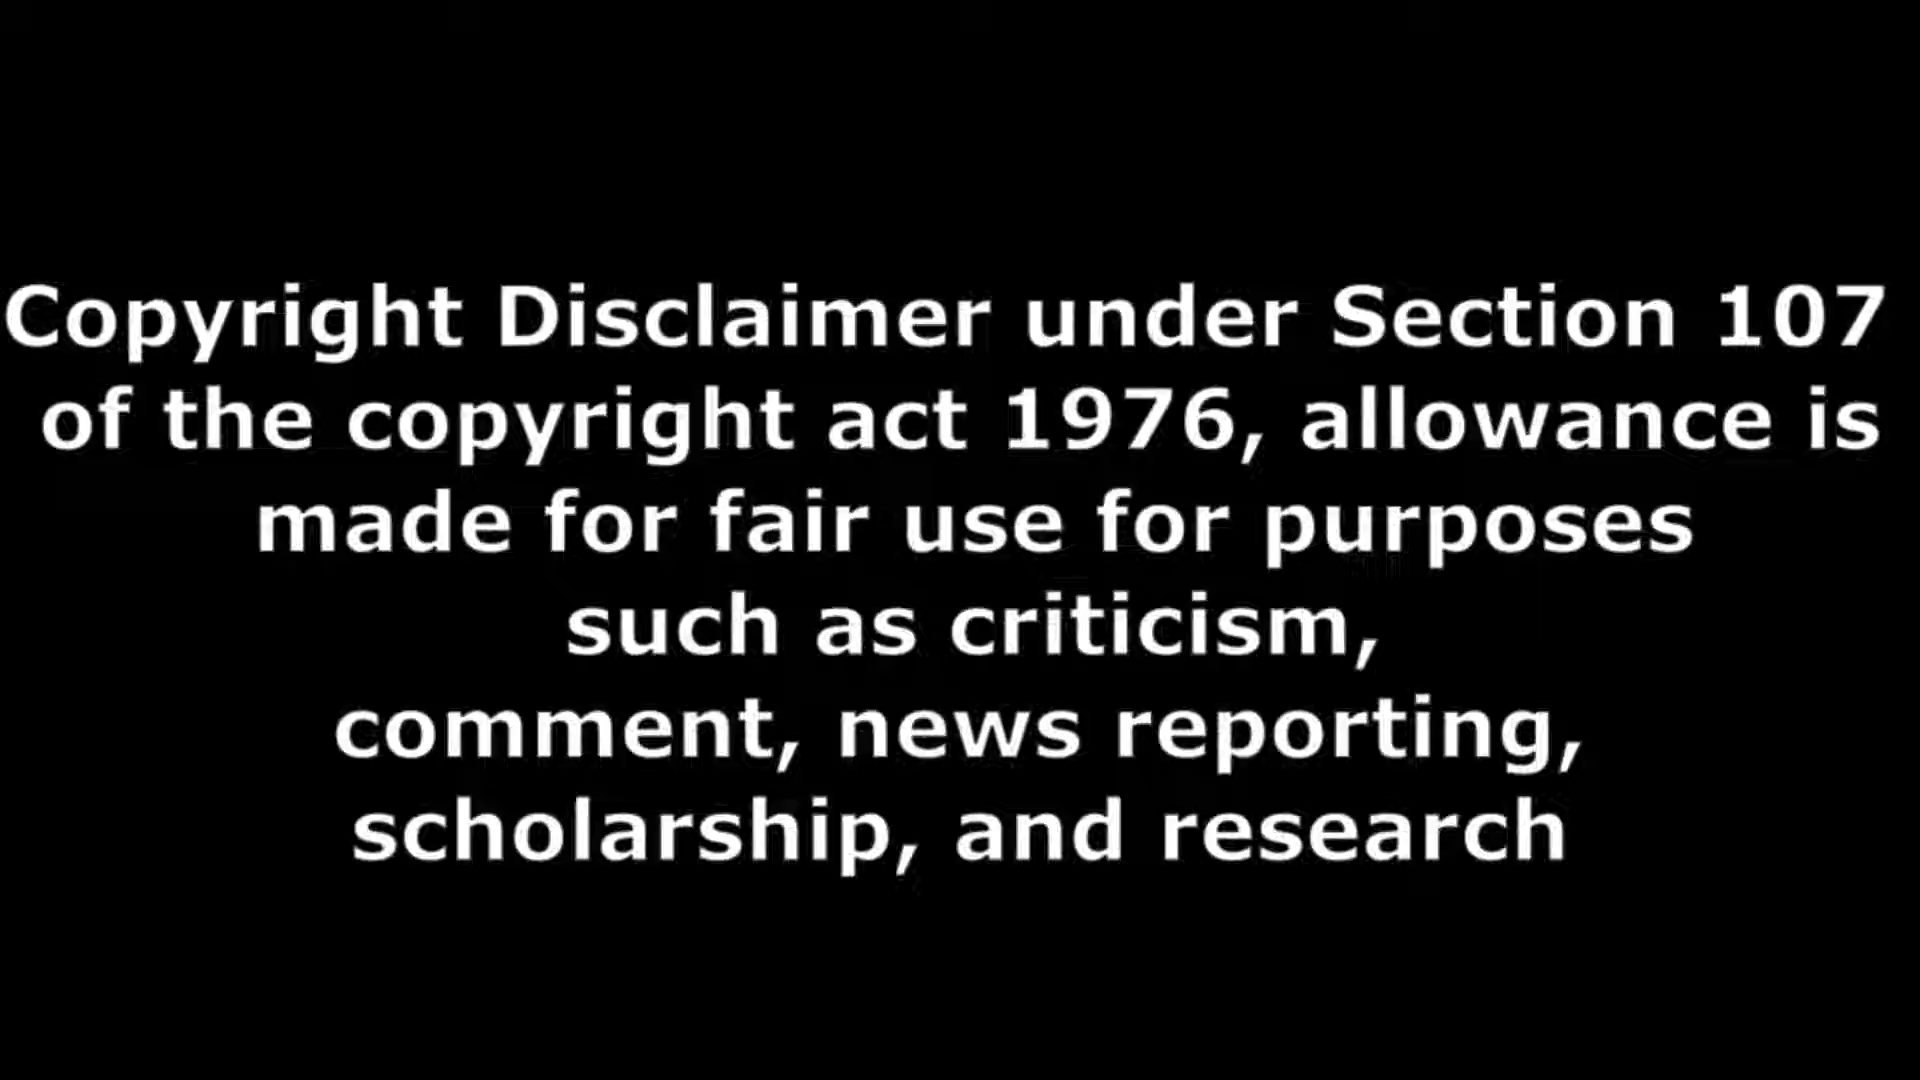 Copyright Disclaimer under Section 107
of the copyright act 1976, allowance is
made for fair use for purposes
such as criticism,
comment, news reporting,
scholarship, and research